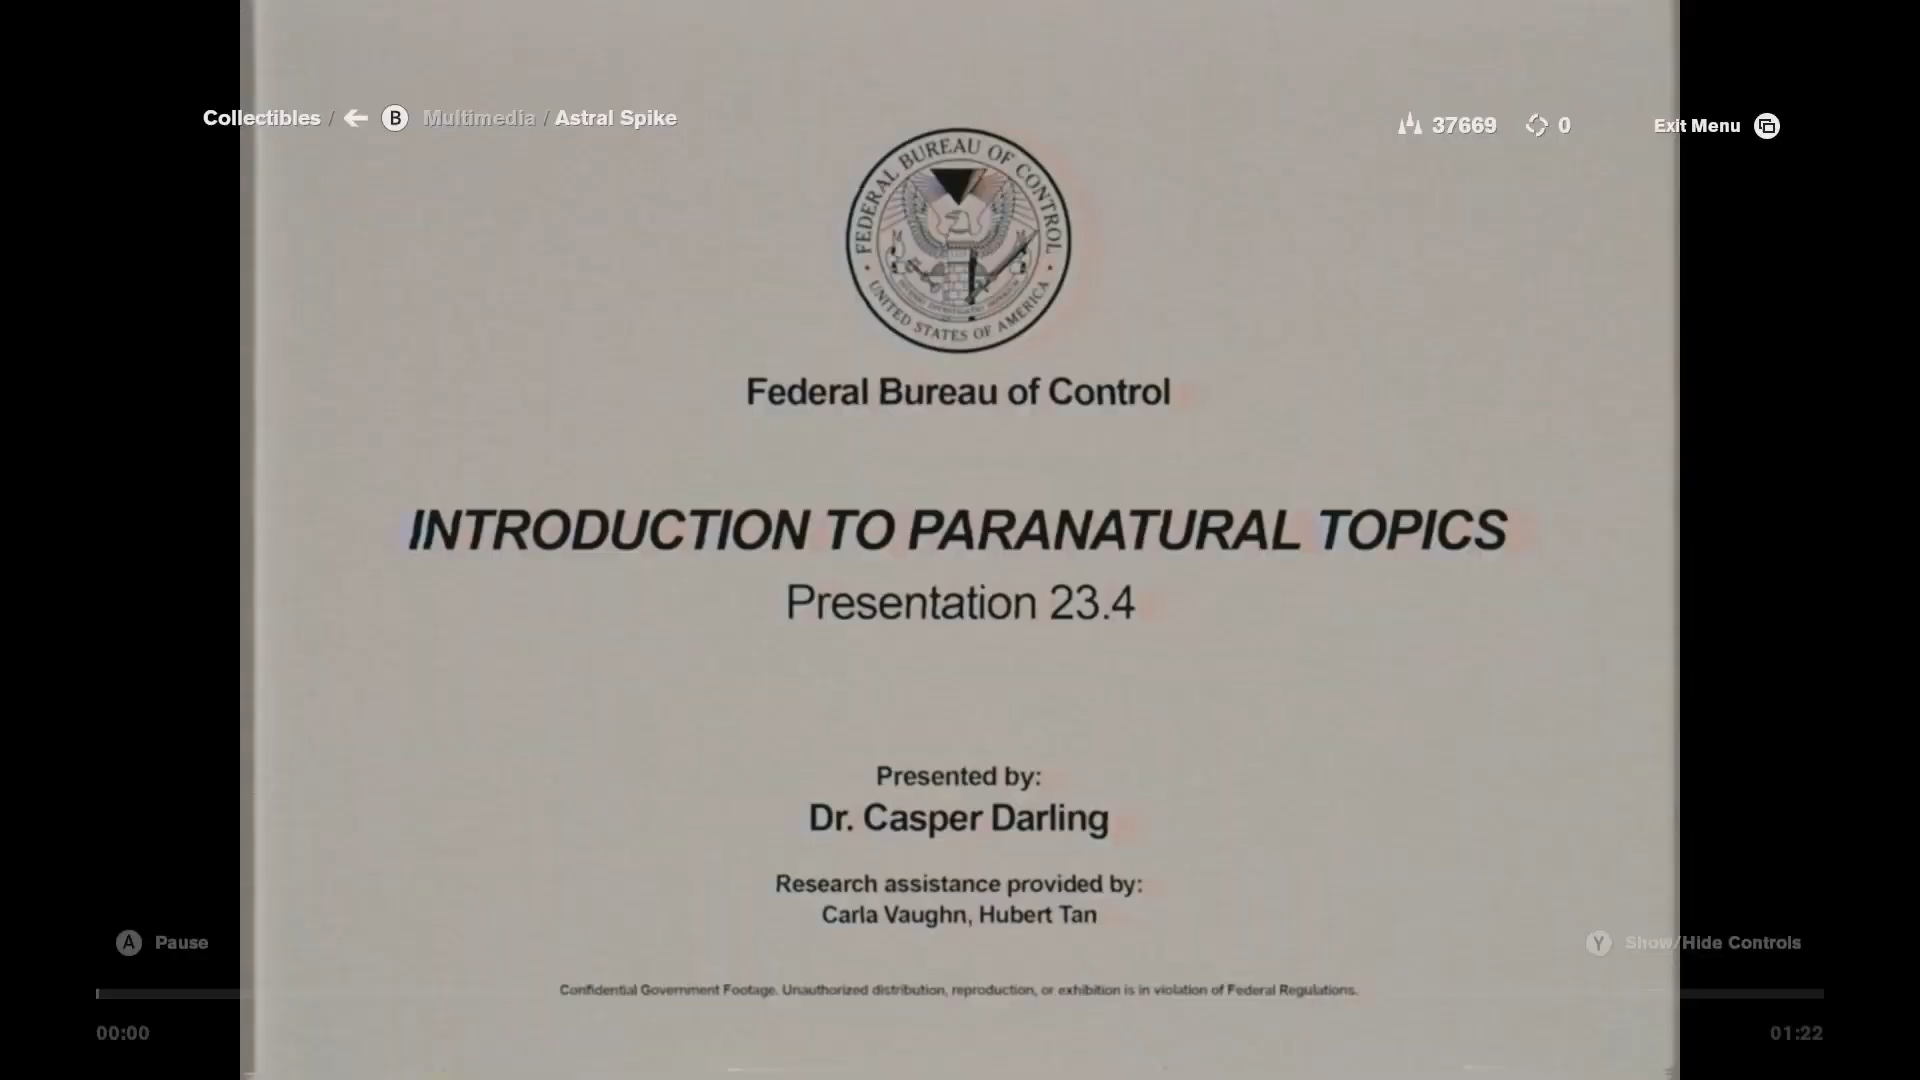 Collectibles / B Multimedia / Astral Spike
37669 0 Exit Menu
FEDERAL BUREAU OF CONTROL
UNITED STATES OF AMERICA
Federal Bureau of Control
INTRODUCTION TO PARANATURAL TOPICS
Presentation 23.4
Presented by:
Dr. Casper Darling
Research assistance provided by:
Carla Vaughn, Hubert Tan
A Pause
Y Show/Hide Controls
Confidential Government Footage. Unauthorized distribution, reproduction, or exhibition is in violation of Federal Regulations.
00:00
01:22